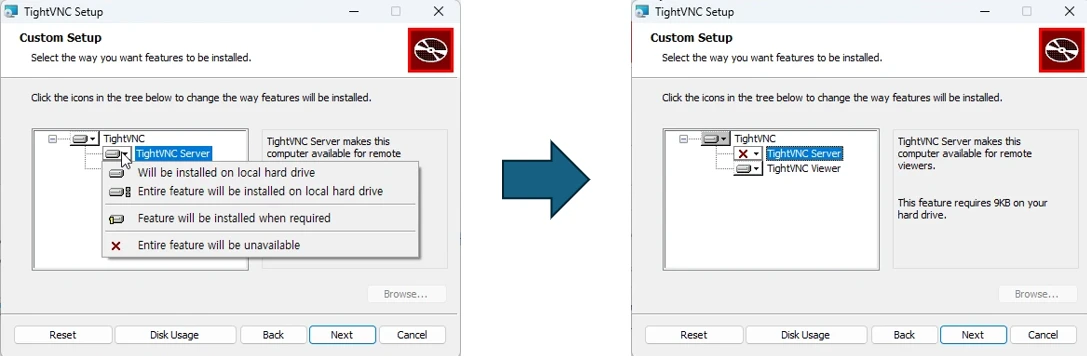 TightVNC Setup
Custom Setup
Select the way you want features to be installed.
Click the icons in the tree below to change the way features will be installed.
TightVNC
TightVNC Server
TightVNC Server makes this
computer available for remote
Will be installed on local hard drive
Entire feature will be installed on local hard drive
Feature will be installed when required
Entire feature will be unavailable
Browse...
Reset
Disk Usage
Back
Next
Cancel
TightVNC Setup
Custom Setup
Select the way you want features to be installed.
Click the icons in the tree below to change the way features will be installed.
TightVNC
TightVNC Server
TightVNC Viewer
TightVNC Server makes this
computer available for remote
viewers.
This feature requires 9KB on your
hard drive.
Browse...
Reset
Disk Usage
Back
Next
Cancel